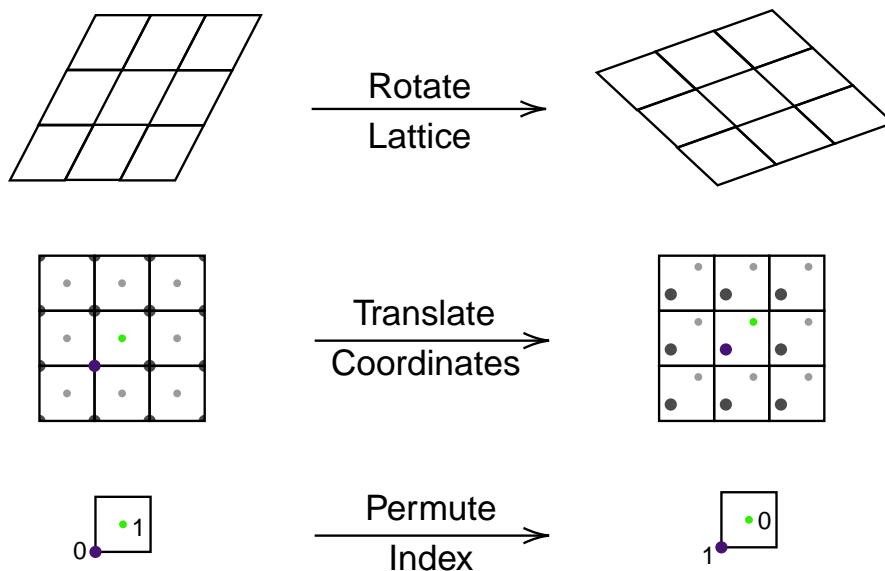 Rotate
Lattice
Translate
Coordinates
0 1
Permute
Index
0
1